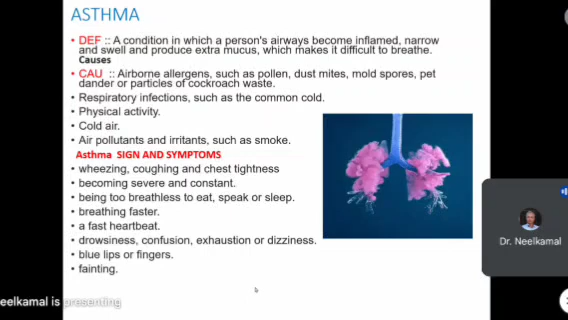 ASTHMA
• DEF :: A condition in which a person's airways become inflamed, narrow
and swell and produce extra mucus, which makes it difficult to breathe.
Causes
• CAU :: Airborne allergens, such as pollen, dust mites, mold spores, pet
dander or particles of cockroach waste.
• Respiratory infections, such as the common cold.
• Physical activity.
• Cold air.
• Air pollutants and irritants, such as smoke.
Asthma SIGN AND SYMPTOMS
• wheezing, coughing and chest tightness
• becoming severe and constant.
• being too breathless to eat, speak or sleep.
• breathing faster.
• a fast heartbeat.
• drowsiness, confusion, exhaustion or dizziness.
• blue lips or fingers.
• fainting.
Dr. Neelkamal
eelkamal is presenting